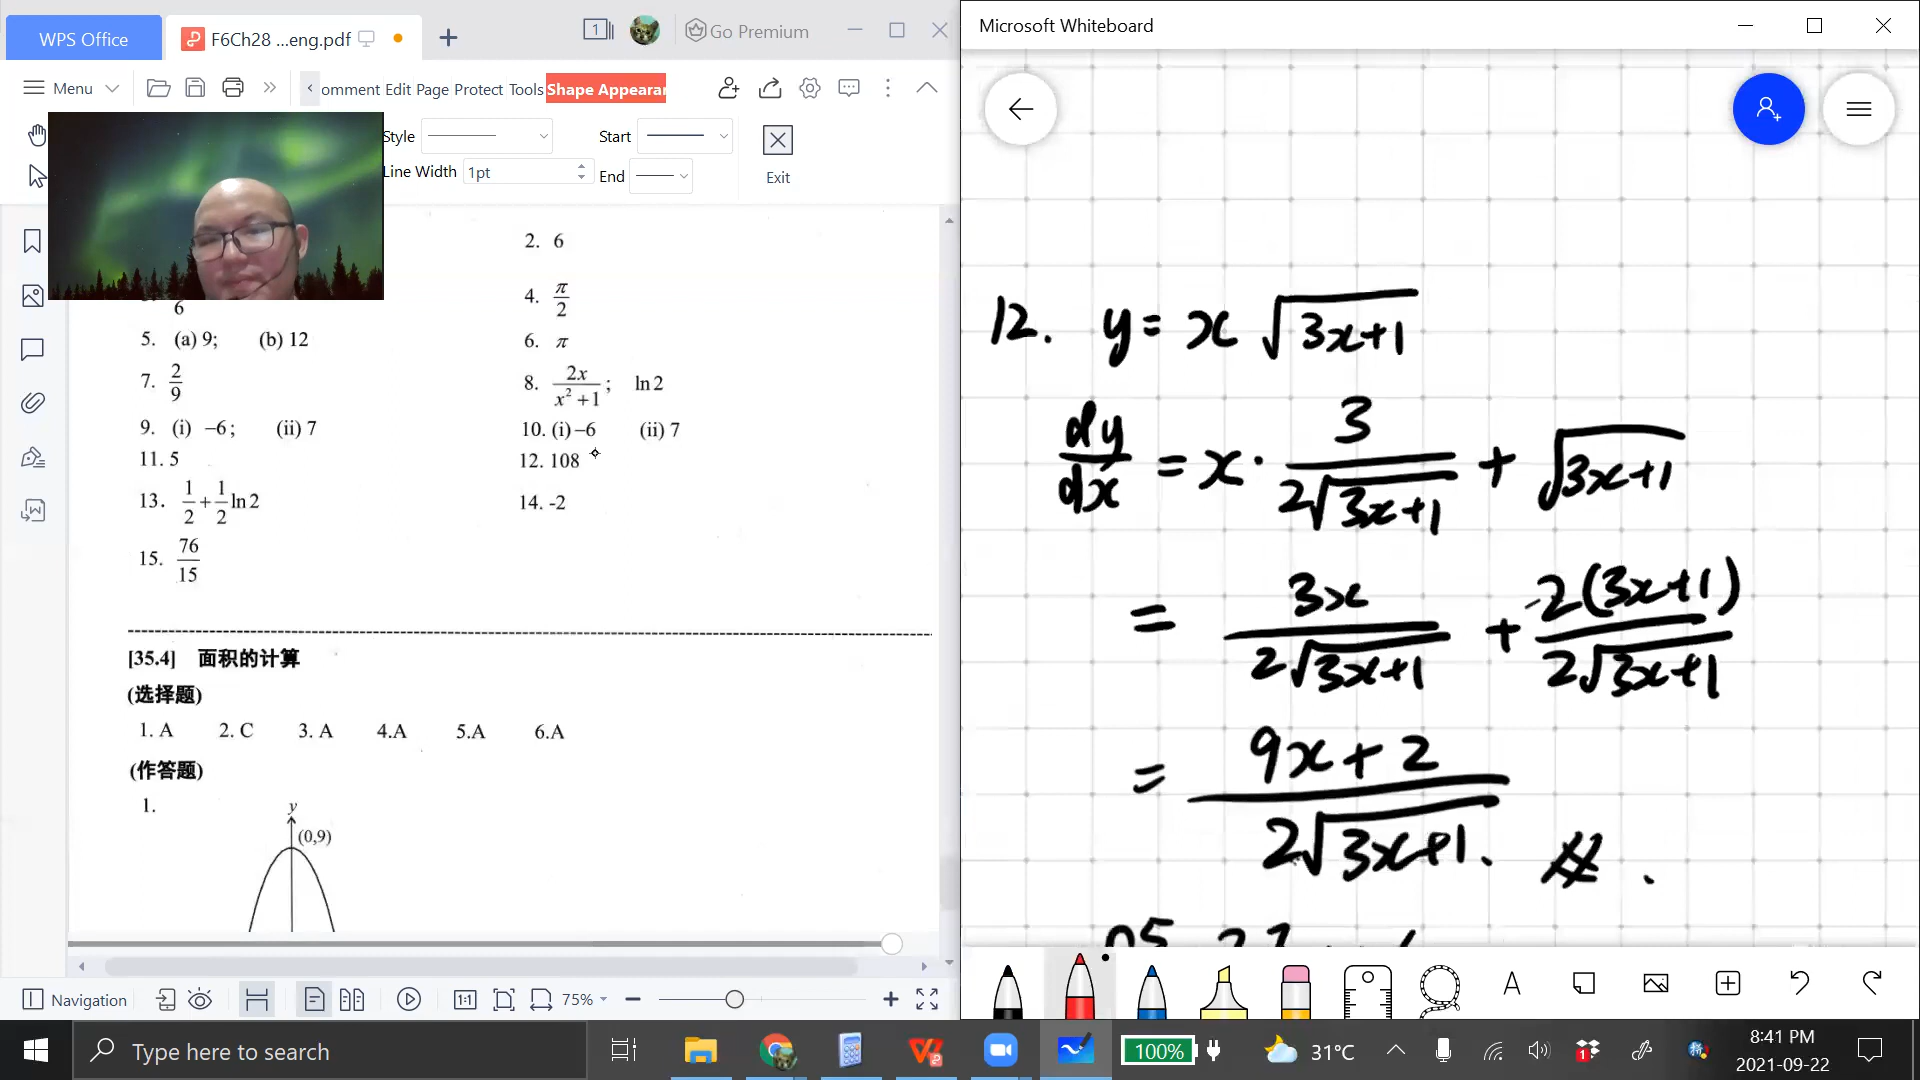 WPS Office
F6Ch28 ...eng.pdf
1
Go Premium
Menu
omment Edit Page Protect Tools Shape Appearar
Style
Start
Line Width 1pt
End
Exit
2. 6
6
4. π/2
5. (a) 9; (b) 12
6. π
7. 2/9
8. 2x/(x²+1); ln 2
9. (i) −6; (ii) 7
10. (i) −6 (ii) 7
11. 5
12. 108
13. 1/2 + 1/2 ln 2
14. -2
15. 76/15
[35.4] 面积的计算
(选择题)
1. A 2. C 3. A 4.A 5.A 6.A
(作答题)
1.
y
(0,9)
Navigation
1:1
75%
Microsoft Whiteboard
12. y = x √(3x+1)
dy/dx = x · 3/(2√(3x+1)) + √(3x+1)
= 3x/(2√(3x+1)) + 2(3x+1)/(2√(3x+1))
= (9x+2)/(2√(3x+1)). #.
Type here to search
100%
31°C
1
8:41 PM
2021-09-22